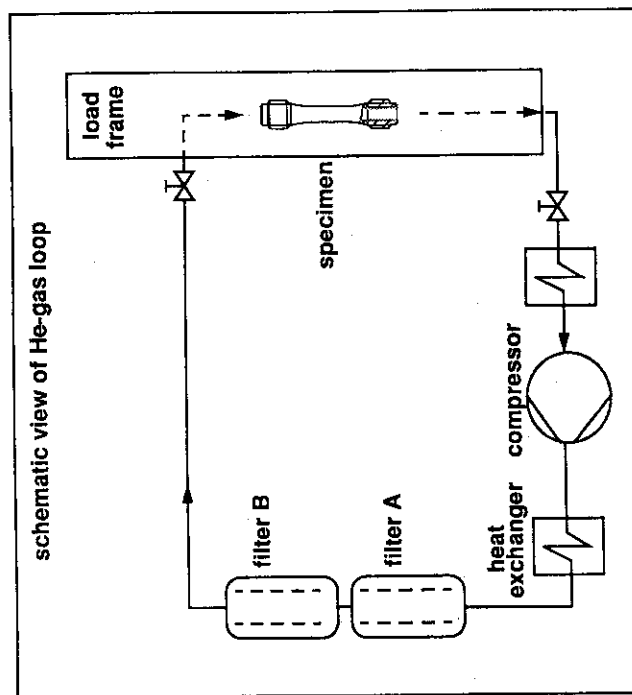 schematic view of He-gas loop
load
frame
specimen
filter B
filter A
heat
exchanger
compressor